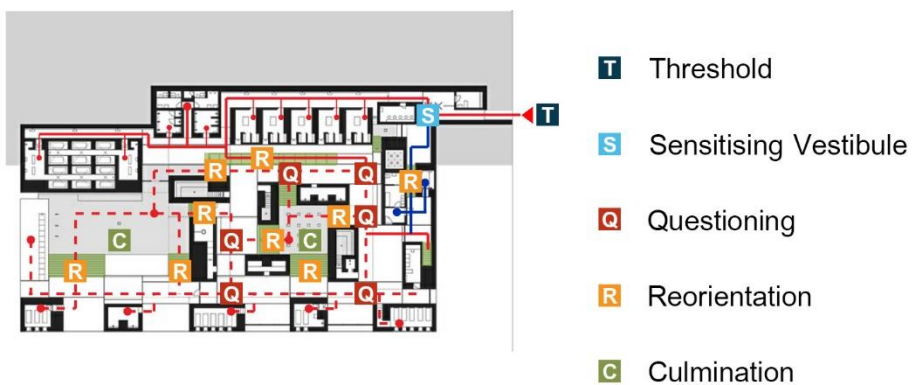 S T
R
R Q Q
R
R R Q
C Q R C
R R R
Q Q
T Threshold
S Sensitising Vestibule
Q Questioning
R Reorientation
C Culmination